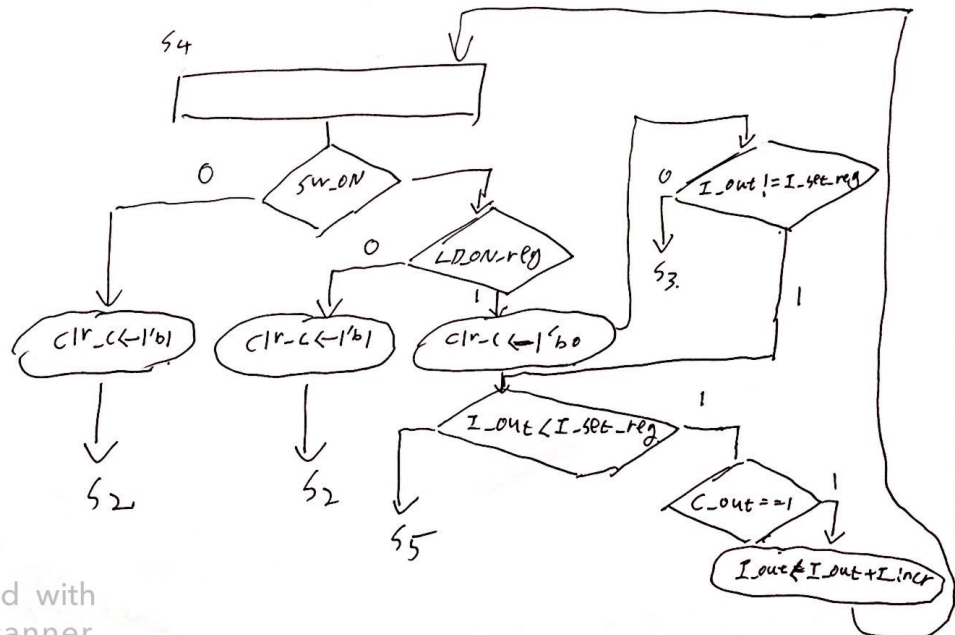 S4
0
SW_ON
0
LD_ON_reg
1
I_out != I_set_reg
0
S3.
1
Clr_C<-1'b1
Clr_C<-1'b1
Clr_C<-1'b0
I_out<I_set_reg
1
S2
S2
S5
C_out==1
1
I_out<=I_out+I_incr
d with
anner